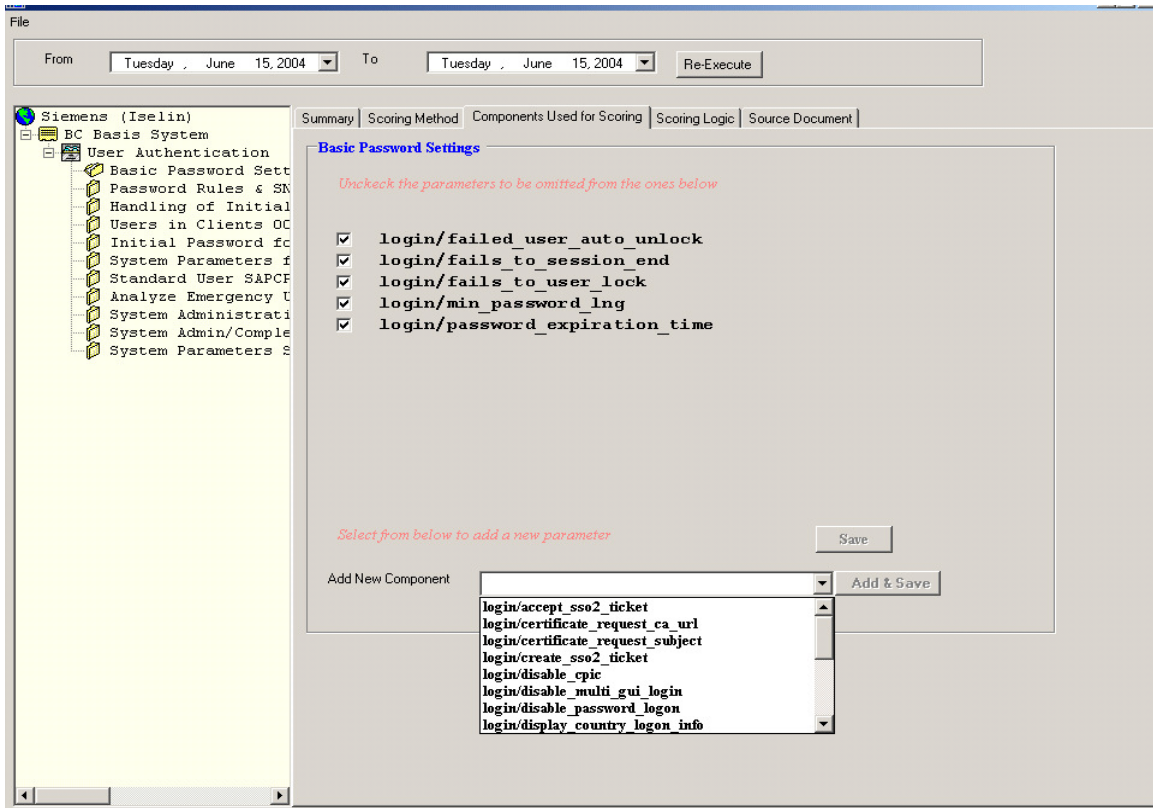 File
From Tuesday , June 15, 2004 To Tuesday , June 15, 2004 Re-Execute
Siemens (Iselin)
BC Basis System
User Authentication
Basic Password Sett
Password Rules & SN
Handling of Initial
Users in Clients 00
Initial Password fo
System Parameters f
Standard User SAPCP
Analyze Emergency U
System Administrati
System Admin/Comple
System Parameters S
Summary Scoring Method Components Used for Scoring Scoring Logic Source Document
Basic Password Settings
Unckeck the parameters to be omitted from the ones below
login/failed_user_auto_unlock
login/fails_to_session_end
login/fails_to_user_lock
login/min_password_lng
login/password_expiration_time
Select from below to add a new parameter
Save
Add New Component
Add & Save
login/accept_sso2_ticket
login/certificate_request_ca_url
login/certificate_request_subject
login/create_sso2_ticket
login/disable_cpic
login/disable_multi_gui_login
login/disable_password_logon
login/display_country_logon_info